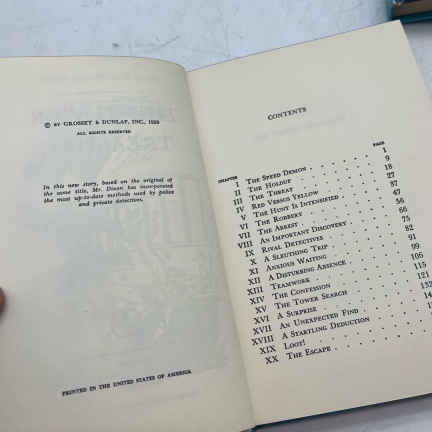 © BY GROSSET & DUNLAP, INC., 1959
ALL RIGHTS RESERVED
In this new story, based on the original of
the same title, Mr. Dixon has incorporated
the most up-to-date methods used by police
and private detectives.
PRINTED IN THE UNITED STATES OF AMERICA
CONTENTS
CHAPTER PAGE
I THE SPEED DEMON 1
II THE HOLDUP 9
III THE THREAT 18
IV RED VERSUS YELLOW 27
V THE HUNT IS INTENSIFIED 37
VI THE ROBBERY 47
VII THE ARREST 56
VIII AN IMPORTANT DISCOVERY 66
IX RIVAL DETECTIVES 75
X A SLEUTHING TRIP 82
XI ANXIOUS WAITING 91
XII A DISTURBING ABSENCE 99
XIII TEAMWORK 106
XIV THE CONFESSION 115
XV THE TOWER SEARCH 121
XVI A SURPRISE
XVII AN UNEXPECTED FIND
XVIII A STARTLING DEDUCTION
XIX LOOT!
XX THE ESCAPE